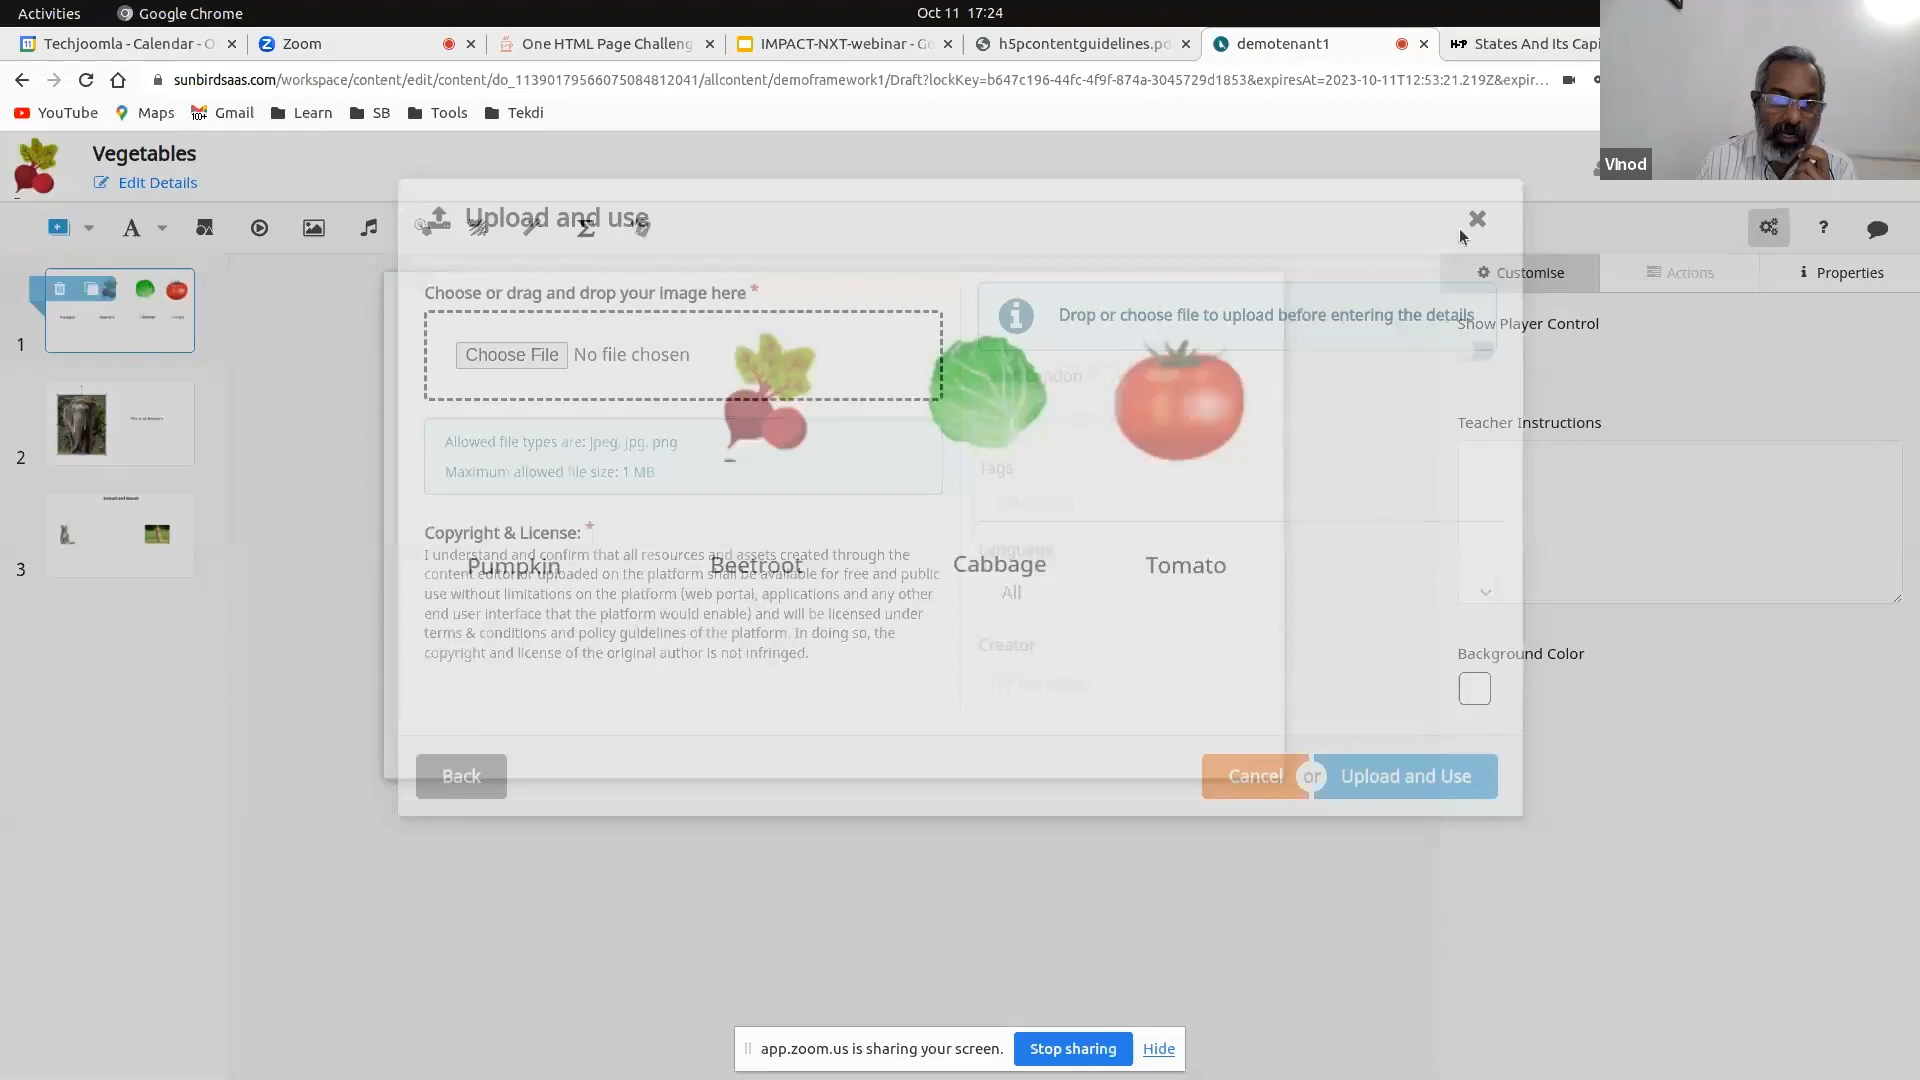 Activities
Google Chrome
Oct 11 17:24
Techjoomla - Calendar - O
Zoom
One HTML Page Challeng
IMPACT-NXT-webinar - Go
h5pcontentguidelines.pd
demotenant1
H-P States And Its Capi
sunbirdsaas.com/workspace/content/edit/content/do_11390179566075084812041/allcontent/demoframework1/Draft?lockKey=b647c196-44fc-4f9f-874a-3045729d1853&expiresAt=2023-10-11T12:53:21.219Z&expir...
YouTube
Maps
Gmail
Learn
SB
Tools
Tekdi
VInod
Vegetables
Edit Details
Upload and use
Customise
Actions
Properties
1
2
3
Choose or drag and drop your image here *
Choose File No file chosen
Drop or choose file to upload before entering the details
Show Player Control
Allowed file types are: jpeg, jpg, png
Maximum allowed file size: 1 MB
Tags
Teacher Instructions
Copyright & License: *
I understand and confirm that all resources and assets created through the
content editor or uploaded on the platform shall be available for free and public
use without limitations on the platform (web portal, applications and any other
end user interface that the platform would enable) and will be licensed under
terms & conditions and policy guidelines of the platform. In doing so, the
copyright and license of the original author is not infringed.
Pumpkin
Beetroot
Cabbage
Tomato
Language
All
Creator
Background Color
Back
Cancel
or
Upload and Use
app.zoom.us is sharing your screen.
Stop sharing
Hide